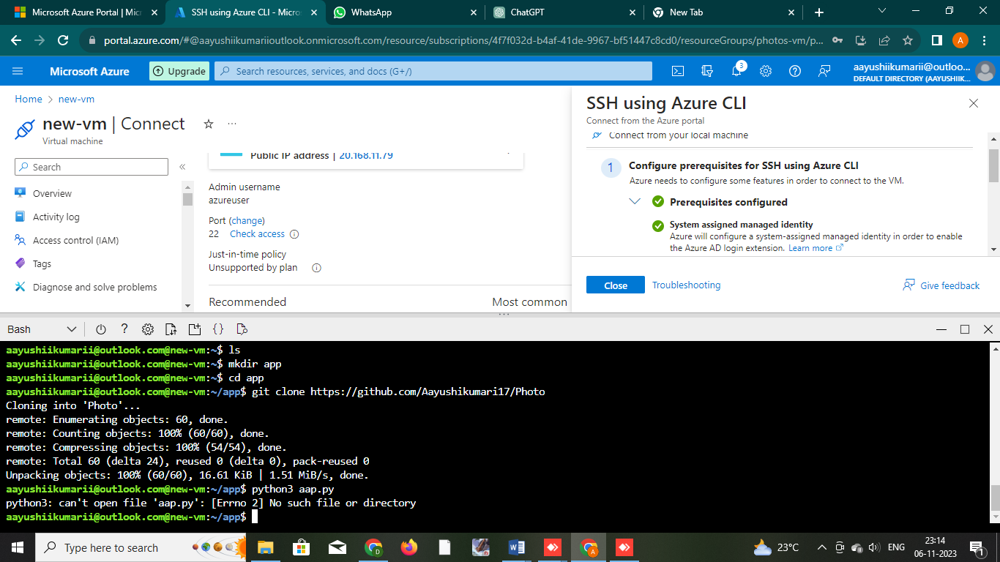 Microsoft Azure Portal | Mic
SSH using Azure CLI - Micros
WhatsApp
ChatGPT
New Tab
portal.azure.com/#@aayushiikumariioutlook.onmicrosoft.com/resource/subscriptions/4f7f032d-b4af-41de-9967-bf51447c8cd0/resourceGroups/photos-vm/p...
A
Microsoft Azure
Upgrade
Search resources, services, and docs (G+/)
3
aayushiikumarii@outloo...
DEFAULT DIRECTORY (AAYUSHIIK...
Home > new-vm
new-vm | Connect
Virtual machine
Search
Overview
Activity log
Access control (IAM)
Tags
Diagnose and solve problems
Public IP address | 20.168.11.79
Admin username
azureuser
Port (change)
22 Check access
Just-in-time policy
Unsupported by plan
Recommended
Most common
SSH using Azure CLI
Connect from the Azure portal
Connect from your local machine
1 Configure prerequisites for SSH using Azure CLI
Azure needs to configure some features in order to connect to the VM.
Prerequisites configured
System assigned managed identity
Azure will configure a system-assigned managed identity in order to enable
the Azure AD login extension. Learn more
Close Troubleshooting
Give feedback
Bash
aayushiikumarii@outlook.com@new-vm:~$ ls
aayushiikumarii@outlook.com@new-vm:~$ mkdir app
aayushiikumarii@outlook.com@new-vm:~$ cd app
aayushiikumarii@outlook.com@new-vm:~/app$ git clone https://github.com/Aayushikumari17/Photo
Cloning into 'Photo'...
remote: Enumerating objects: 60, done.
remote: Counting objects: 100% (60/60), done.
remote: Compressing objects: 100% (54/54), done.
remote: Total 60 (delta 24), reused 0 (delta 0), pack-reused 0
Unpacking objects: 100% (60/60), 16.61 KiB | 1.51 MiB/s, done.
aayushiikumarii@outlook.com@new-vm:~/app$ python3 aap.py
python3: can't open file 'aap.py': [Errno 2] No such file or directory
aayushiikumarii@outlook.com@new-vm:~/app$
Type here to search
23°C
ENG
23:14
06-11-2023
1